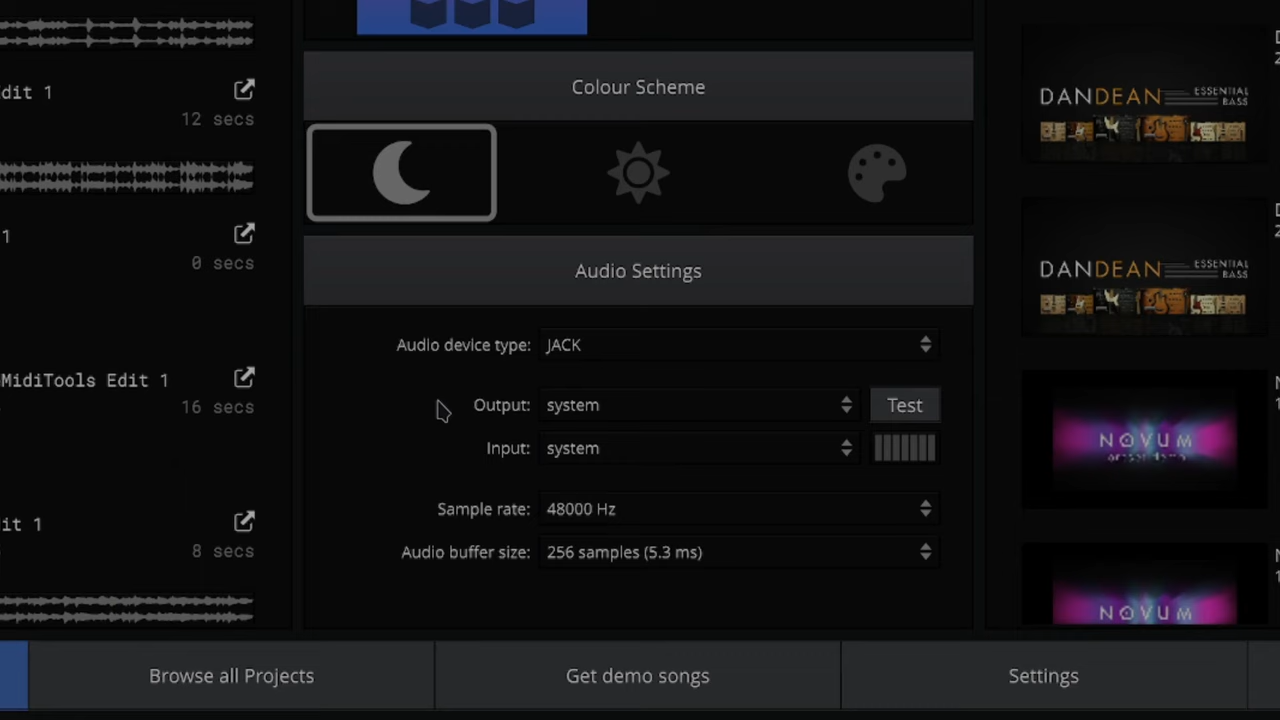 dit 1
12 secs
1
0 secs
MidiTools Edit 1
16 secs
it 1
8 secs
Colour Scheme
Audio Settings
Audio device type: JACK
Output: system Test
Input: system
Sample rate: 48000 Hz
Audio buffer size: 256 samples (5.3 ms)
DANDEAN ESSENTIAL BASS
DANDEAN ESSENTIAL BASS
NOVUM
NOVUM
Browse all Projects
Get demo songs
Settings